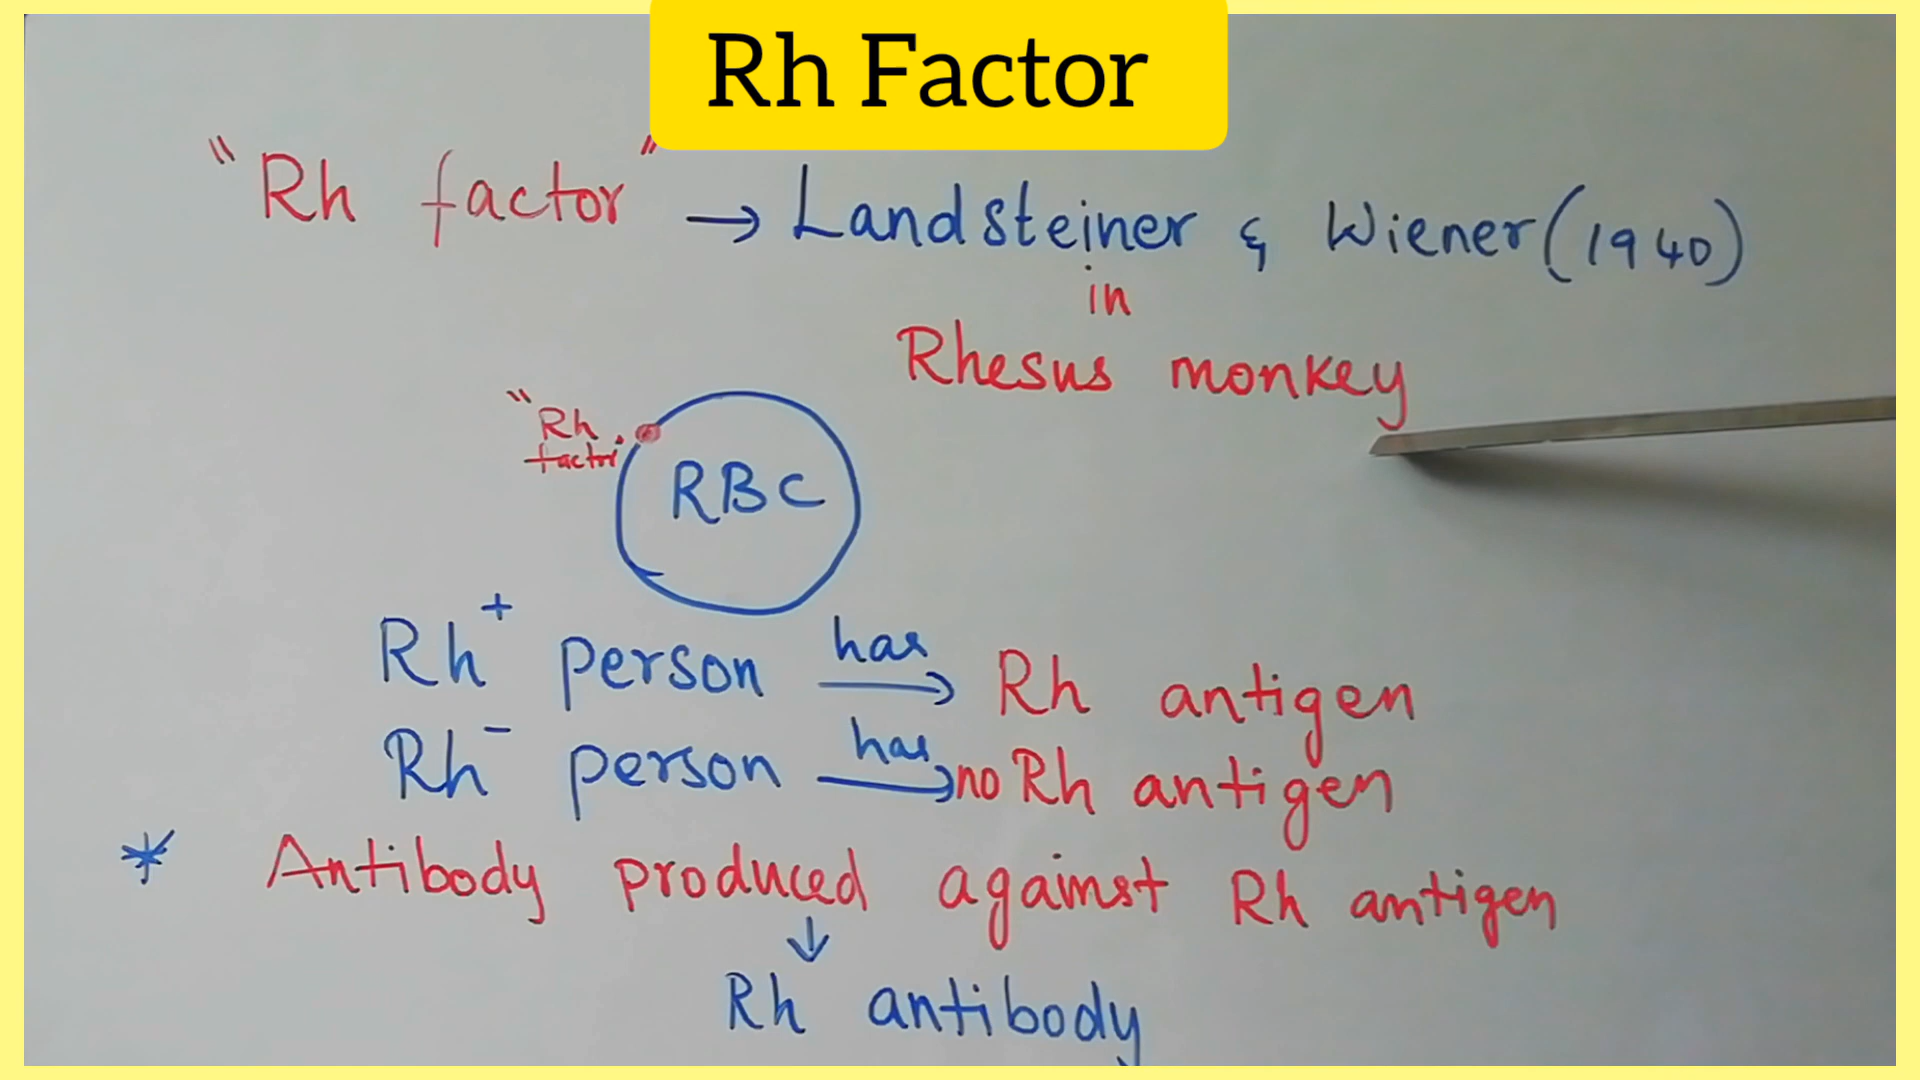 Rh Factor
"Rh factor" → Landsteiner & Wiener (1940)
in
Rhesus monkey
"Rh
factor
RBC
Rh+ person has → Rh antigen
Rh- person has → no Rh antigen
* Antibody produced against Rh antigen
↓
Rh antibody